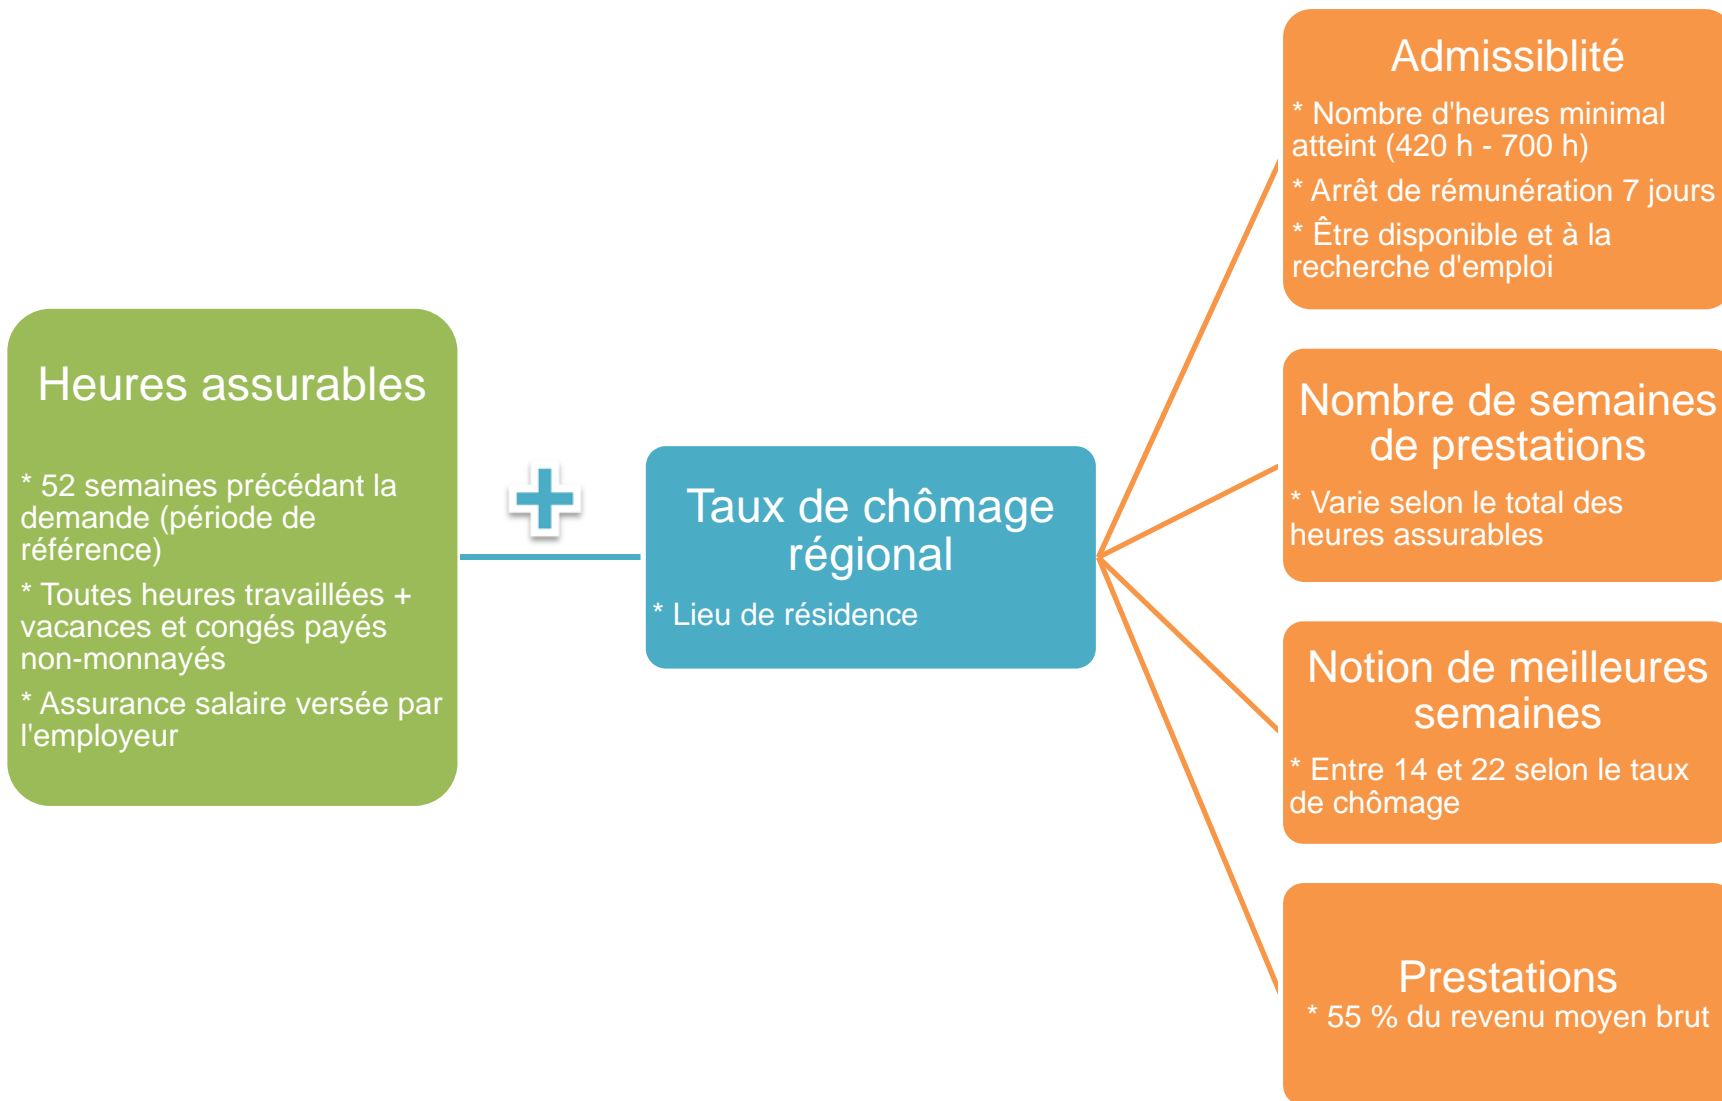 Heures assurables
* 52 semaines précédant la
demande (période de
référence)
* Toutes heures travaillées +
vacances et congés payés
non-monnayés
* Assurance salaire versée par
l'employeur
Taux de chômage
régional
* Lieu de résidence
Admissiblité
* Nombre d'heures minimal
atteint (420 h - 700 h)
* Arrêt de rémunération 7 jours
* Être disponible et à la
recherche d'emploi
Nombre de semaines
de prestations
* Varie selon le total des
heures assurables
Notion de meilleures
semaines
* Entre 14 et 22 selon le taux
de chômage
Prestations
* 55 % du revenu moyen brut